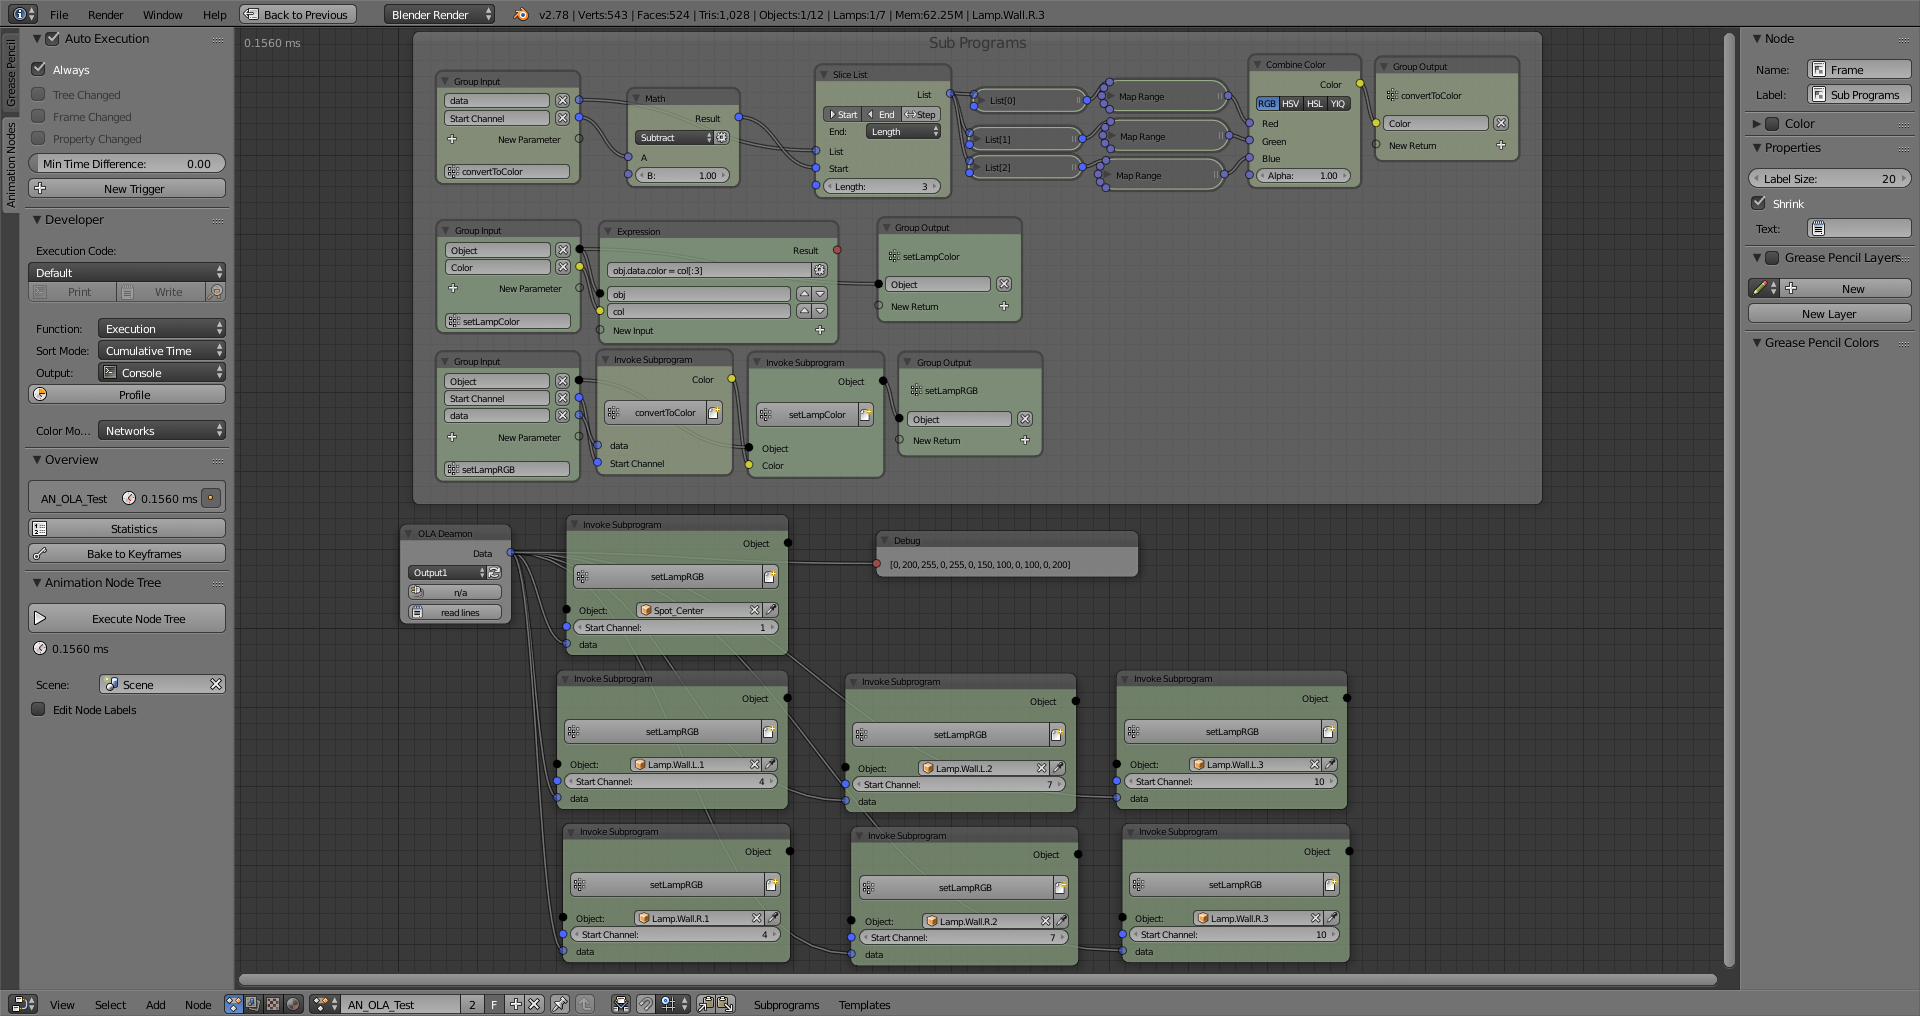 File Render Window Help Back to Previous Blender Render v2.78 | Verts:543 | Faces:524 | Tris:1,028 | Objects:1/12 | Lamps:1/7 | Mem:62.25M | Lamp.Wall.R.3
Grease Pencil
Animation Nodes
Auto Execution
Always
Tree Changed
Frame Changed
Property Changed
Min Time Difference: 0.00
New Trigger
Developer
Execution Code:
Default
Print Write
Function: Execution
Sort Mode: Cumulative Time
Output: Console
Profile
Color Mo... Networks
Overview
AN_OLA_Test 0.1560 ms
Statistics
Bake to Keyframes
Animation Node Tree
Execute Node Tree
0.1560 ms
Scene: Scene
Edit Node Labels
0.1560 ms
Sub Programs
Group Input
data
Start Channel
New Parameter
convertToColor
Math
Result
Subtract
A
B: 1.00
Slice List
List
Start End Step
End: Length
List
Start
Length: 3
List[0]
List[1]
List[2]
Map Range
Map Range
Map Range
Combine Color
Color
RGB HSV HSL YIQ
Red
Green
Blue
Alpha: 1.00
Group Output
convertToColor
Color
New Return
Group Input
Object
Color
New Parameter
setLampColor
Expression
Result
obj.data.color = col[:3]
obj
col
New Input
Group Output
setLampColor
Object
New Return
Group Input
Object
Start Channel
data
New Parameter
setLampRGB
Invoke Subprogram
Color
convertToColor
data
Start Channel
Invoke Subprogram
Object
setLampColor
Object
Color
Group Output
setLampRGB
Object
New Return
OLA Deamon
Data
Output1
n/a
read lines
Invoke Subprogram
Object
setLampRGB
Object: Spot_Center
Start Channel: 1
data
Debug
[0, 200, 255, 0, 255, 0, 150, 100, 0, 100, 0, 200]
Invoke Subprogram
Object
setLampRGB
Object: Lamp.Wall.L.1
Start Channel: 4
data
Invoke Subprogram
Object
setLampRGB
Object: Lamp.Wall.L.2
Start Channel: 7
data
Invoke Subprogram
Object
setLampRGB
Object: Lamp.Wall.L.3
Start Channel: 10
data
Invoke Subprogram
Object
setLampRGB
Object: Lamp.Wall.R.1
Start Channel: 4
data
Invoke Subprogram
Object
setLampRGB
Object: Lamp.Wall.R.2
Start Channel: 7
data
Invoke Subprogram
Object
setLampRGB
Object: Lamp.Wall.R.3
Start Channel: 10
data
Node
Name: Frame
Label: Sub Programs
Color
Properties
Label Size: 20
Shrink
Text:
Grease Pencil Layers
New
New Layer
Grease Pencil Colors
View Select Add Node AN_OLA_Test 2 F Subprograms Templates